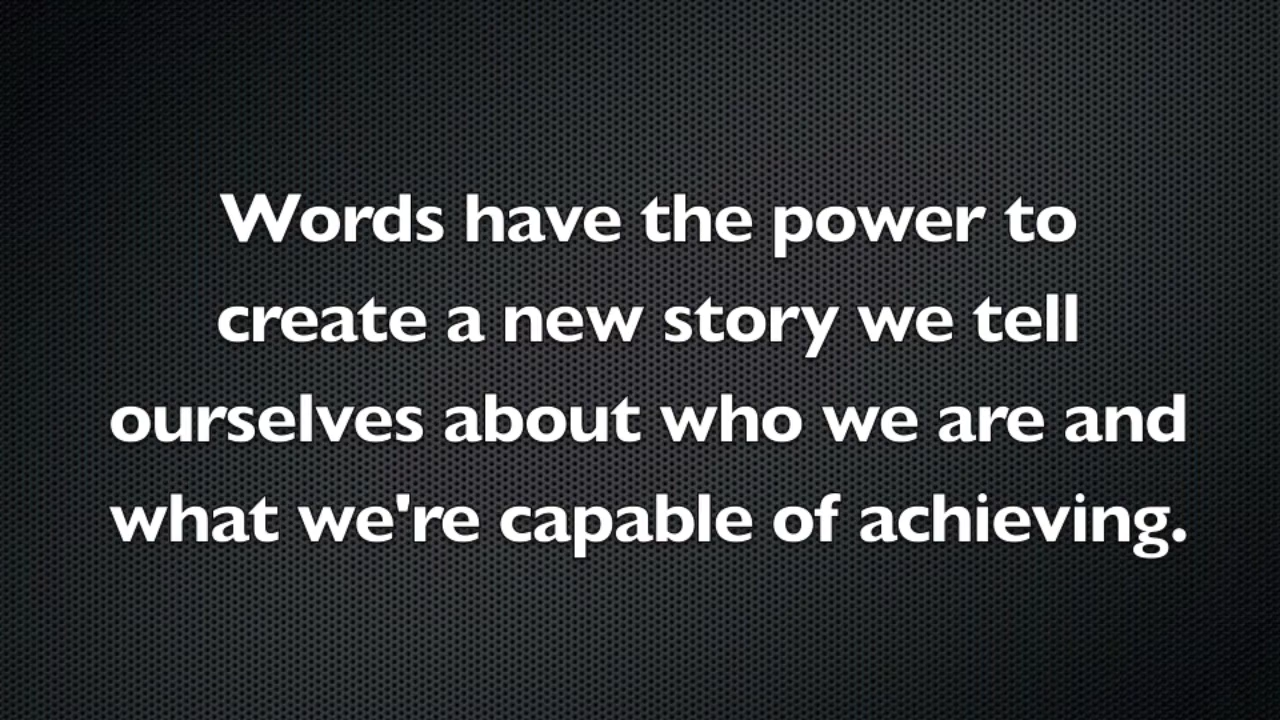 Words have the power to
create a new story we tell
ourselves about who we are and
what we're capable of achieving.